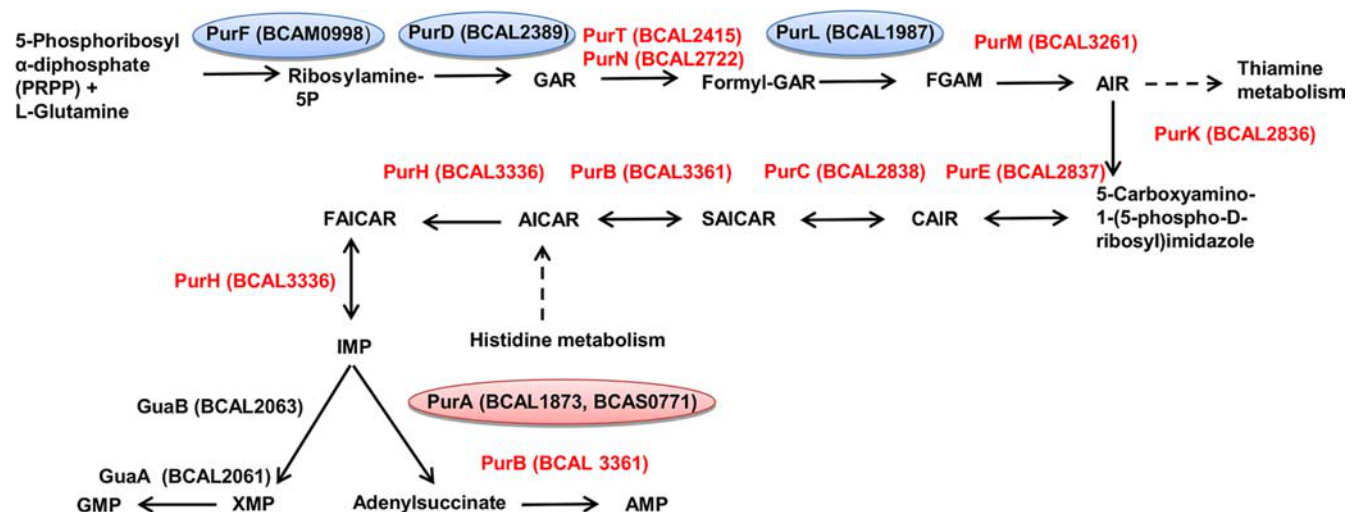 5-Phosphoribosyl
α-diphosphate
(PRPP) +
L-Glutamine
PurF (BCAM0998)
Ribosylamine-
5P
PurD (BCAL2389)
GAR
PurT (BCAL2415)
PurN (BCAL2722)
Formyl-GAR
PurL (BCAL1987)
FGAM
PurM (BCAL3261)
AIR
Thiamine
metabolism
PurK (BCAL2836)
5-Carboxyamino-
1-(5-phospho-D-
ribosyl)imidazole
PurE (BCAL2837)
CAIR
PurC (BCAL2838)
SAICAR
PurB (BCAL3361)
AICAR
PurH (BCAL3336)
FAICAR
Histidine metabolism
PurH (BCAL3336)
IMP
GuaB (BCAL2063)
PurA (BCAL1873, BCAS0771)
GuaA (BCAL2061)
GMP
XMP
Adenylsuccinate
PurB (BCAL 3361)
AMP